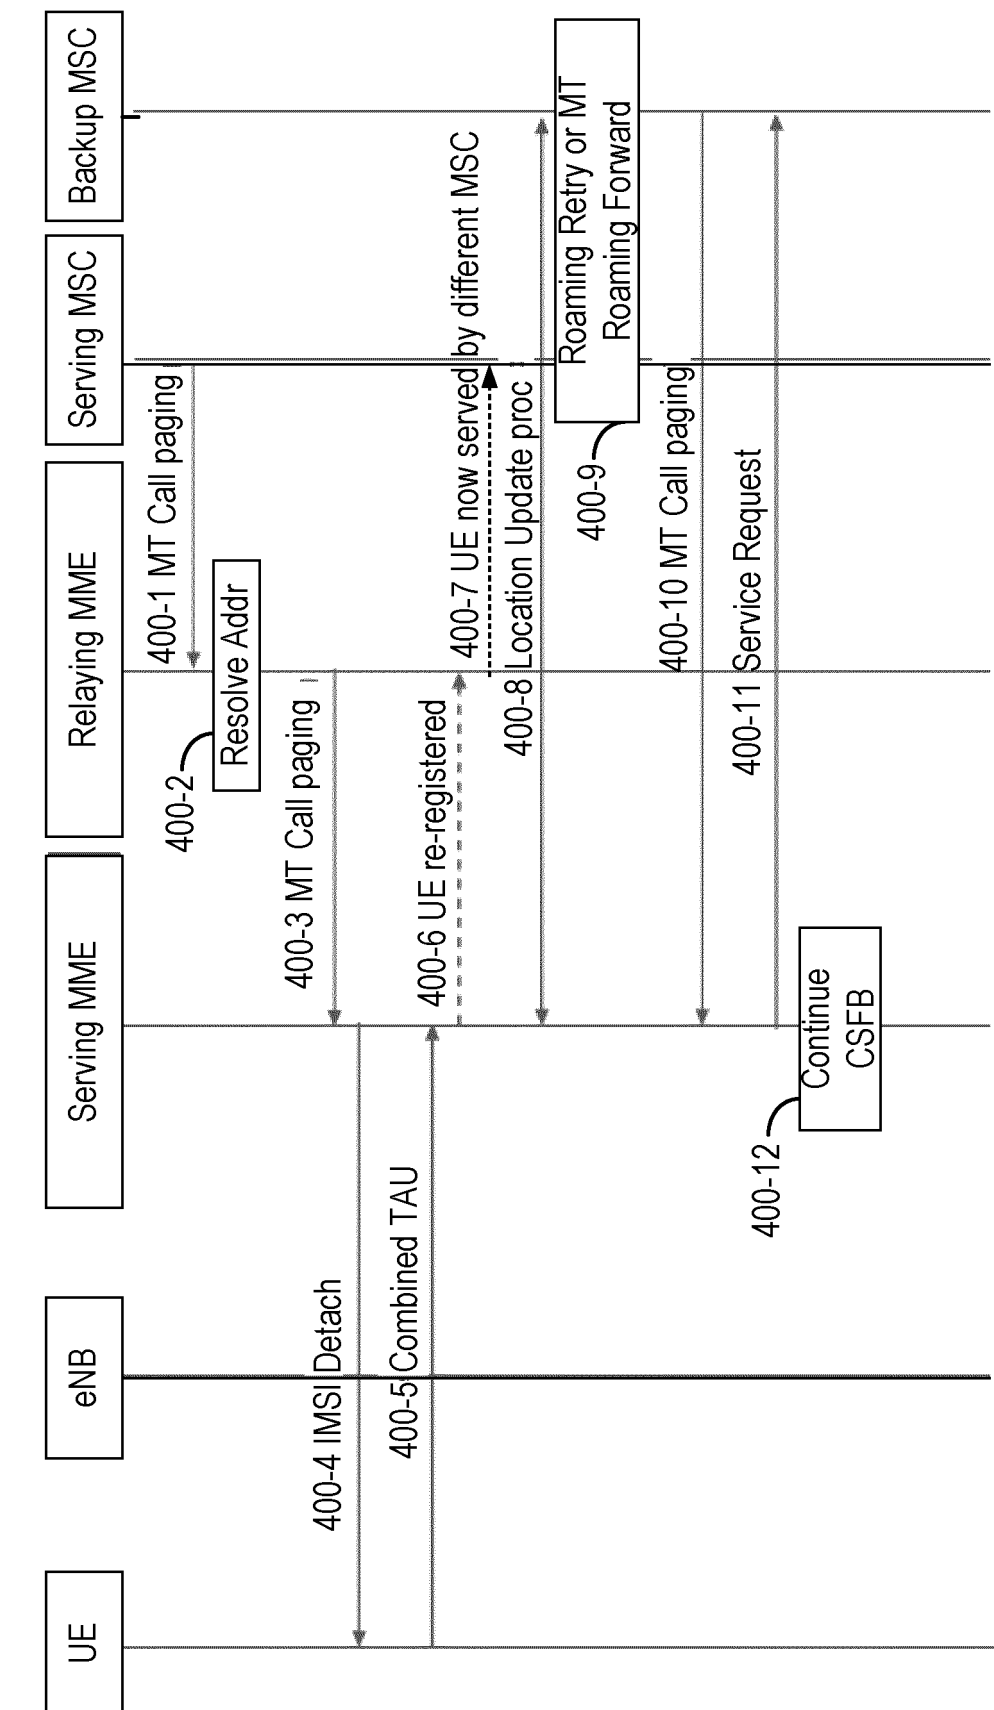 UE
eNB
Serving MME
Relaying MME
Serving MSC
Backup MSC
400-1 MT Call paging
400-2
Resolve Addr
400-3 MT Call paging
400-4 IMSI Detach
400-5 Combined TAU
400-6 UE re-registered
400-7 UE now served by different MSC
400-8 Location Update proc
400-9
Roaming Retry or MT
Roaming Forward
400-10 MT Call paging
400-11 Service Request
400-12
Continue
CSFB